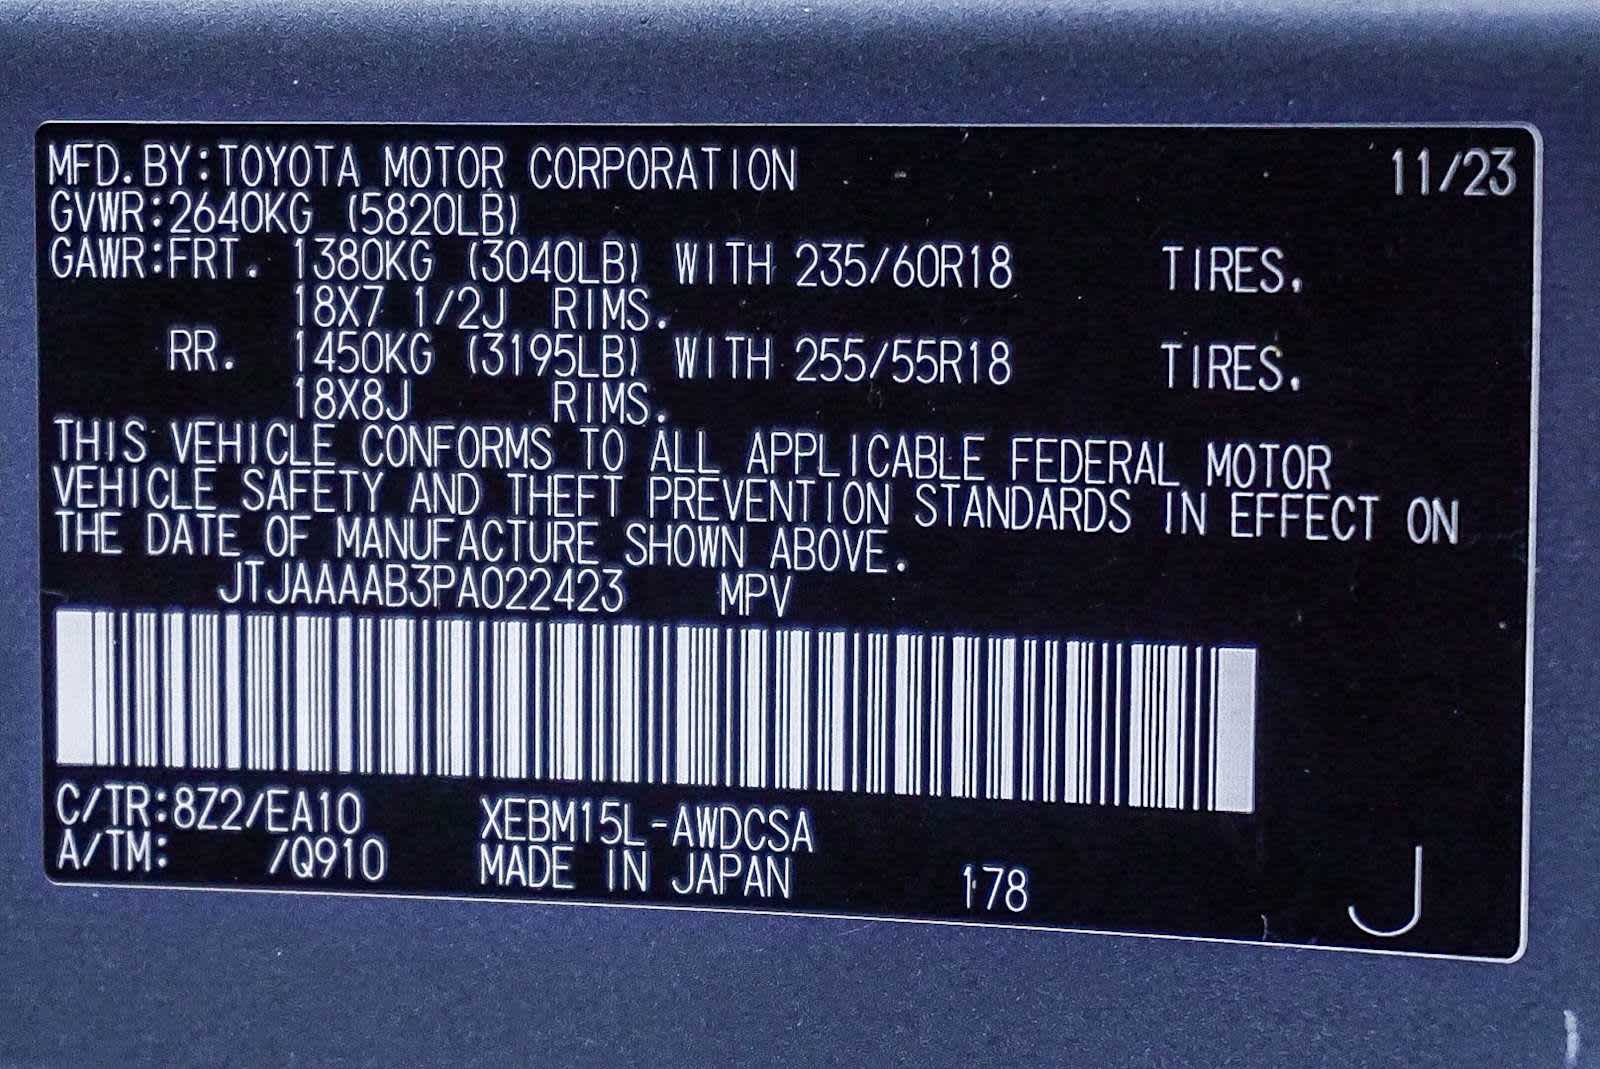 MFD.BY:TOYOTA MOTOR CORPORATION 11/23
GVWR:2640KG (5820LB)
GAWR:FRT. 1380KG (3040LB) WITH 235/60R18 TIRES.
18X7 1/2J RIMS.
RR. 1450KG (3195LB) WITH 255/55R18 TIRES.
18X8J RIMS.
THIS VEHICLE CONFORMS TO ALL APPLICABLE FEDERAL MOTOR
VEHICLE SAFETY AND THEFT PREVENTION STANDARDS IN EFFECT ON
THE DATE OF MANUFACTURE SHOWN ABOVE.
JTJAAAAB3PA022423 MPV
C/TR:8Z2/EA10 XEBM15L-AWDCSA
A/TM: /Q910 MADE IN JAPAN 178 J